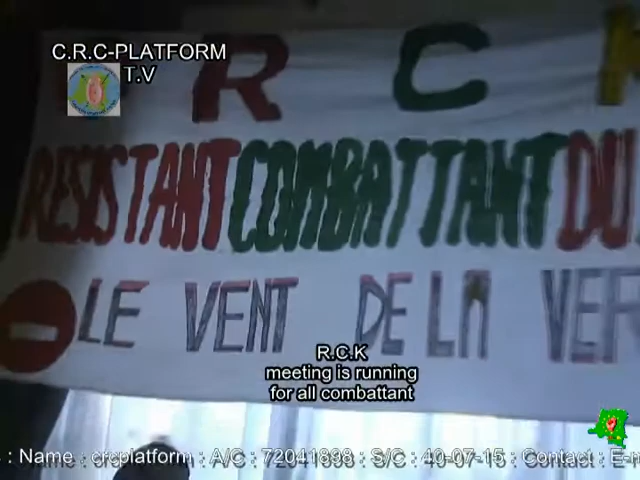 C.R.C-PLATFORM
T.V
R C K
RESISTANT COMBATTANT DU
LE VENT DE LA VER
R.C.K
meeting is running
for all combattant
: Name : crcplatform : A/C : 72041898 : S/C : 40-07-15 : Contact : E-m